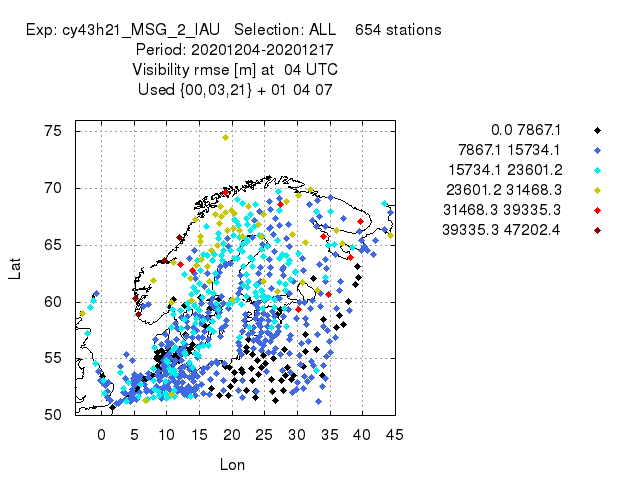 Exp: cy43h21_MSG_2_IAU   Selection: ALL    654 stations
Period: 20201204-20201217
Visibility rmse [m] at  04 UTC
Used {00,03,21} + 01 04 07
0.0 7867.1
7867.1 15734.1
15734.1 23601.2
23601.2 31468.3
31468.3 39335.3
39335.3 47202.4
75
70
65
60
55
50
Lat
0 5 10 15 20 25 30 35 40 45
Lon